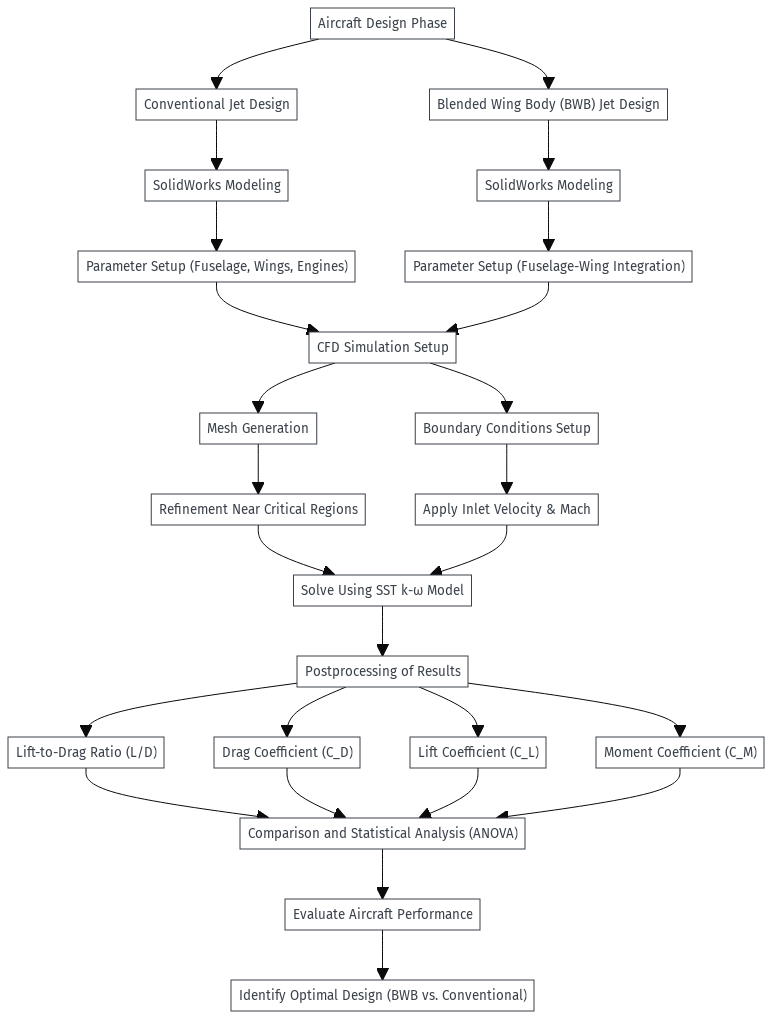 Aircraft Design Phase
Conventional Jet Design
Blended Wing Body (BWB) Jet Design
SolidWorks Modeling
SolidWorks Modeling
Parameter Setup (Fuselage, Wings, Engines)
Parameter Setup (Fuselage-Wing Integration)
CFD Simulation Setup
Mesh Generation
Boundary Conditions Setup
Refinement Near Critical Regions
Apply Inlet Velocity & Mach
Solve Using SST k-ω Model
Postprocessing of Results
Lift-to-Drag Ratio (L/D)
Drag Coefficient (C_D)
Lift Coefficient (C_L)
Moment Coefficient (C_M)
Comparison and Statistical Analysis (ANOVA)
Evaluate Aircraft Performance
Identify Optimal Design (BWB vs. Conventional)